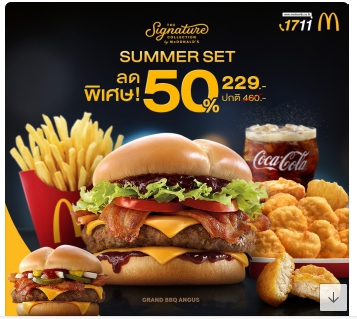 THE
Signature
COLLECTION
by McDONALD'S
1711
SUMMER SET
ลด
พิเศษ! 50%
229.-
ปกติ 460.-
Coca-Cola
GRAND BBQ ANGUS